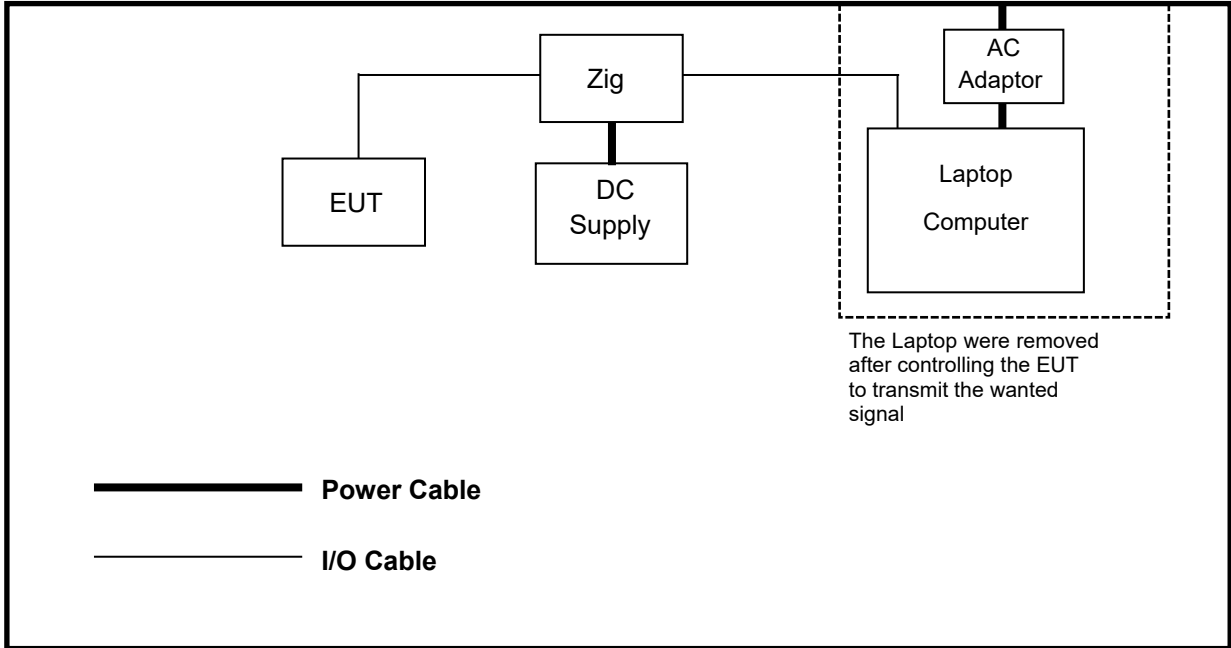 AC
Adaptor
Zig
Laptop
Computer
EUT
DC
Supply
The Laptop were removed
after controlling the EUT
to transmit the wanted
signal
Power Cable
I/O Cable